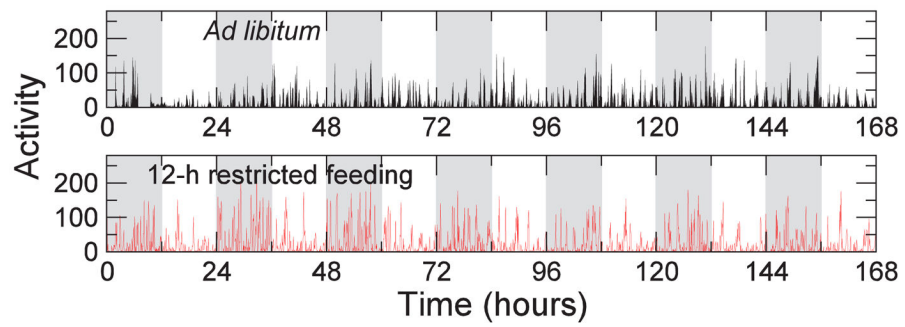 Ad libitum
200
100
0
0 24 48 72 96 120 144 168
Activity
12-h restricted feeding
200
100
0
0 24 48 72 96 120 144 168
Time (hours)